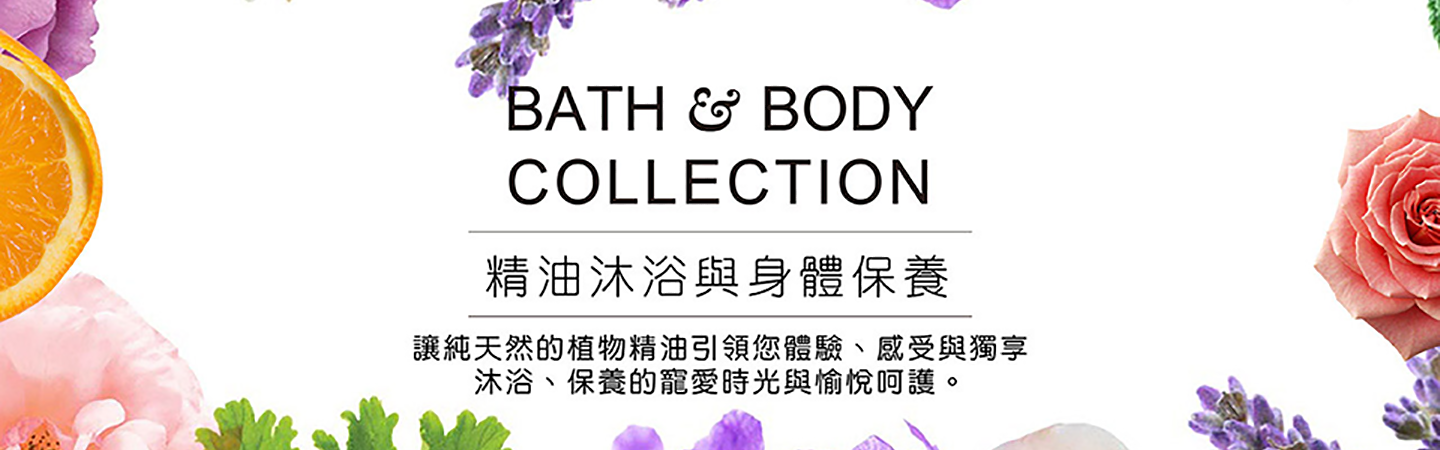 BATH & BODY
COLLECTION
精油沐浴與身體保養
讓純天然的植物精油引領您體驗、感受與獨享
沐浴、保養的寵愛時光與愉悅呵護。